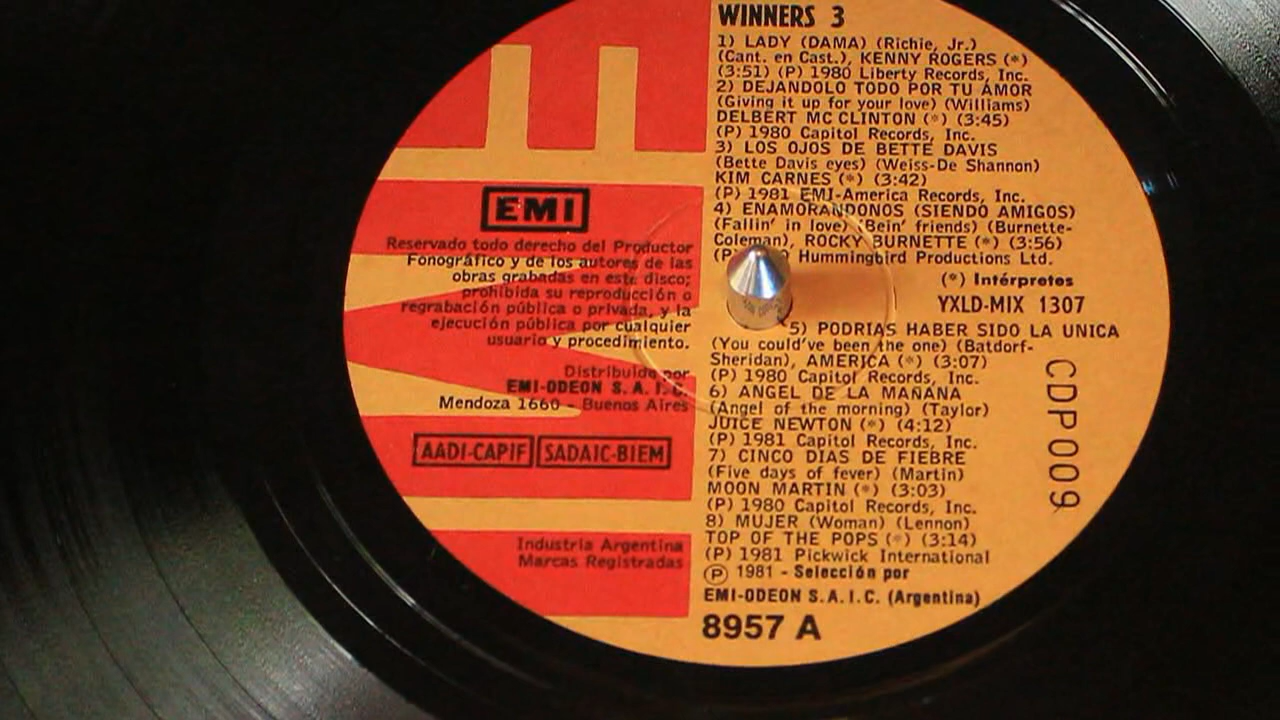 WINNERS 3
1) LADY (DAMA) (Richie, Jr.)
(Cant. en Cast.), KENNY ROGERS (*)
(3:51) (P) 1980 Liberty Records, Inc.
2) DEJANDOLO TODO POR TU AMOR
(Giving it up for your love) (Williams)
DELBERT MC CLINTON (*) (3:45)
(P) 1980 Capitol Records, Inc.
3) LOS OJOS DE BETTE DAVIS
(Bette Davis eyes) (Weiss-De Shannon)
KIM CARNES (*) (3:42)
(P) 1981 EMI-America Records, Inc.
4) ENAMORANDONOS (SIENDO AMIGOS)
(Fallin' in love) (Bein' friends) (Burnette-
Coleman), ROCKY BURNETTE (*) (3:56)
(P) Hummingbird Productions Ltd.
(*) Intérpretes
YXLD-MIX 1307
5) PODRIAS HABER SIDO LA UNICA
(You could've been the one) (Batdorf-
Sheridan), AMERICA (*) (3:07)
(P) 1980 Capitol Records, Inc.
6) ANGEL DE LA MAÑANA
(Angel of the morning) (Taylor)
JUICE NEWTON (*) (4:12)
(P) 1981 Capitol Records, Inc.
7) CINCO DIAS DE FIEBRE
(Five days of fever) (Martin)
MOON MARTIN (*) (3:03)
(P) 1980 Capitol Records, Inc.
8) MUJER (Woman) (Lennon)
TOP OF THE POPS (*) (3:14)
(P) 1981 Pickwick International
Ⓟ 1981 - Selección por
EMI-ODEON S.A.I.C. (Argentina)
8957 A
CDP009
EMI
Reservado todo derecho del Productor
Fonográfico y de los autores de las
obras grabadas en este disco;
prohibida su reproducción o
regrabación pública o privada, y la
ejecución pública por cualquier
usuario y procedimiento.
Distribuido por
EMI-ODEON S.A.I.C.
Mendoza 1660 - Buenos Aires
AADI-CAPIF SADAIC-BIEM
Industria Argentina
Marcas Registradas